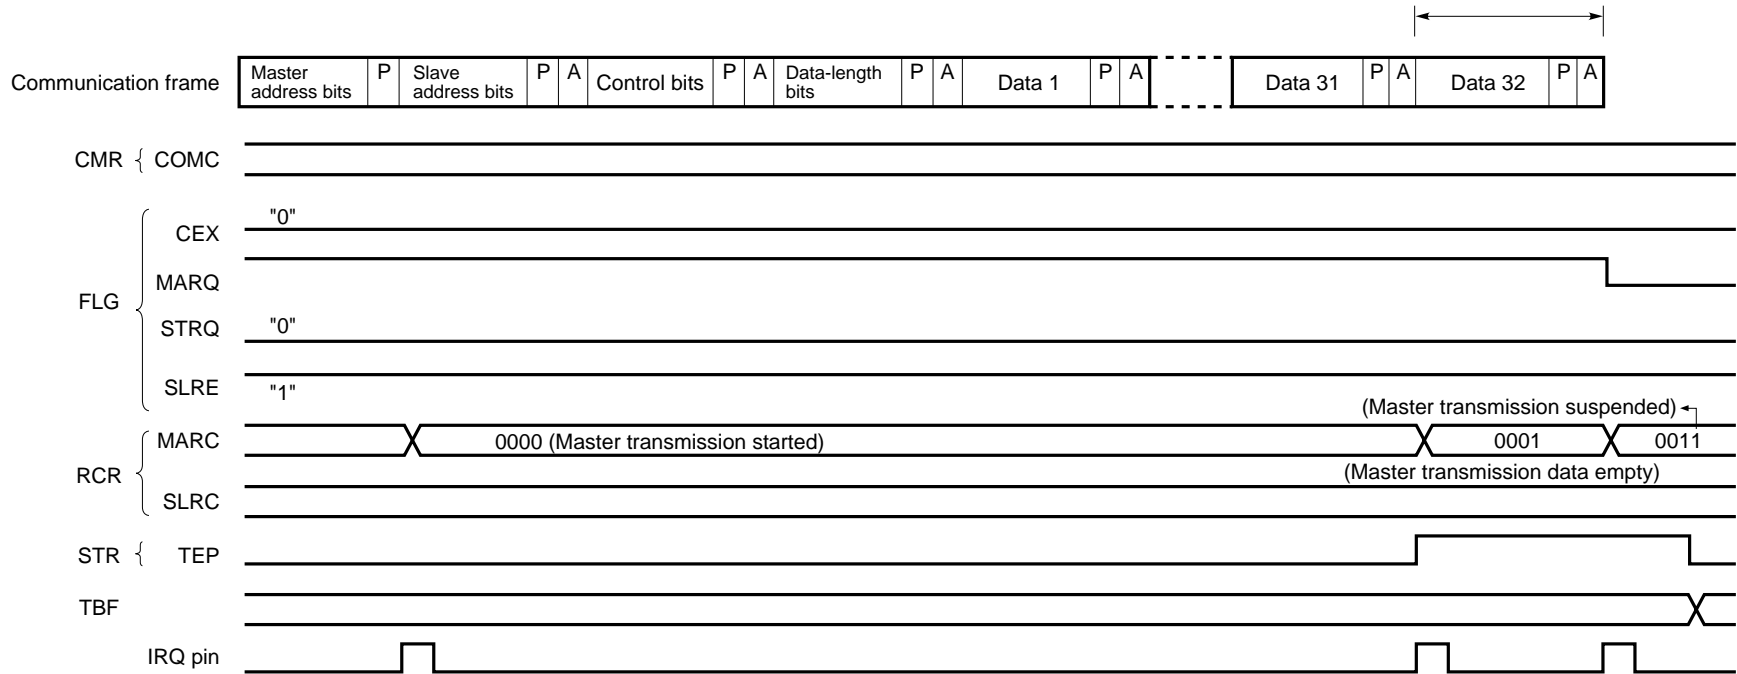 Communication frame
Master address bits P Slave address bits P A Control bits P A Data-length bits P A Data 1 P A Data 31 P A Data 32 P A
CMR { COMC
FLG
CEX "0"
MARQ
STRQ "0"
SLRE "1"
(Master transmission suspended)
RCR
MARC 0000 (Master transmission started) 0001 0011
(Master transmission data empty)
SLRC
STR { TEP
TBF
IRQ pin